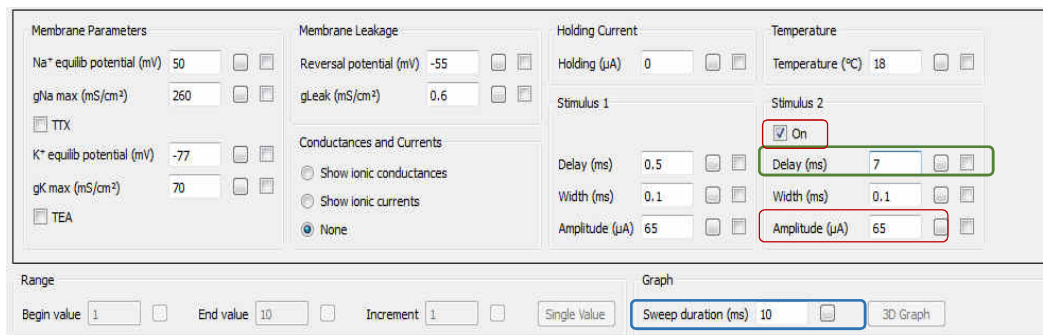 Membrane Parameters
Na⁺ equilib potential (mV) 50
gNa max (mS/cm²) 260
TTX
K⁺ equilib potential (mV) -77
gK max (mS/cm²) 70
TEA
Membrane Leakage
Reversal potential (mV) -55
gLeak (mS/cm²) 0.6
Conductances and Currents
Show ionic conductances
Show ionic currents
None
Holding Current
Holding (µA) 0
Stimulus 1
Delay (ms) 0.5
Width (ms) 0.1
Amplitude (µA) 65
Temperature
Temperature (°C) 18
Stimulus 2
On
Delay (ms) 7
Width (ms) 0.1
Amplitude (µA) 65
Range
Begin value 1 End value 10 Increment 1 Single Value
Graph
Sweep duration (ms) 10 3D Graph